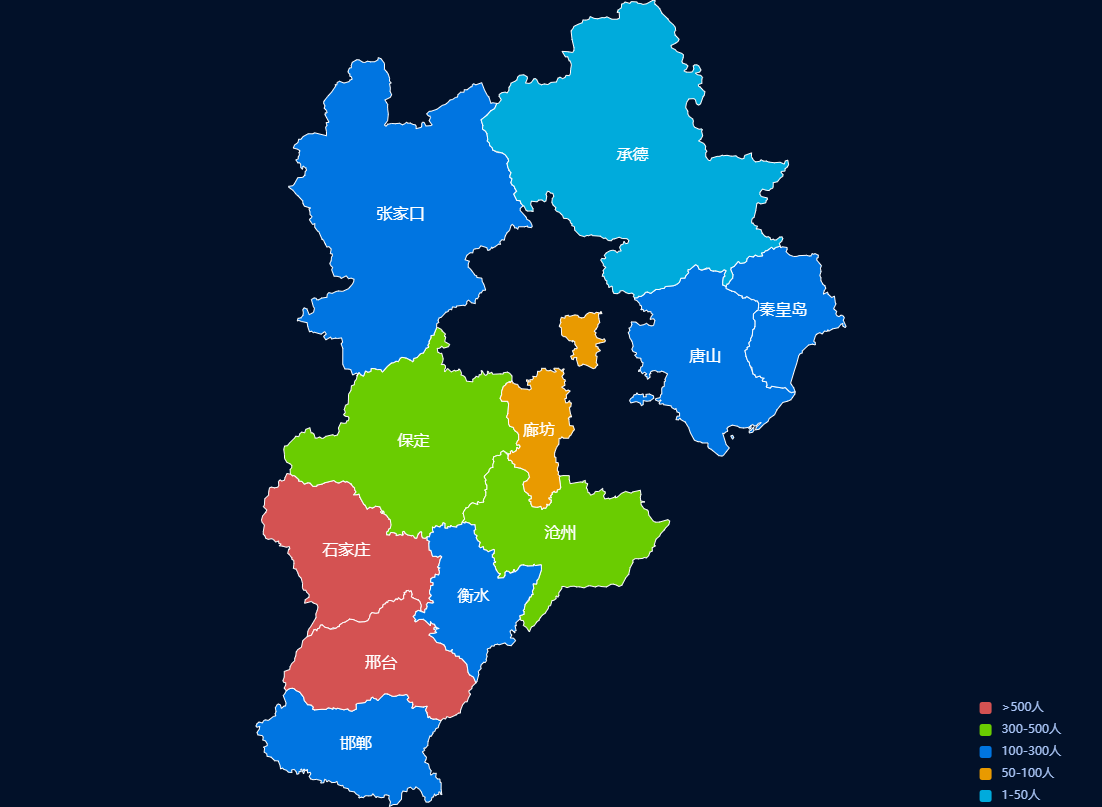 承德
张家口
秦皇岛
唐山
廊坊
保定
沧州
石家庄
衡水
邢台
邯郸
>500人
300-500人
100-300人
50-100人
1-50人